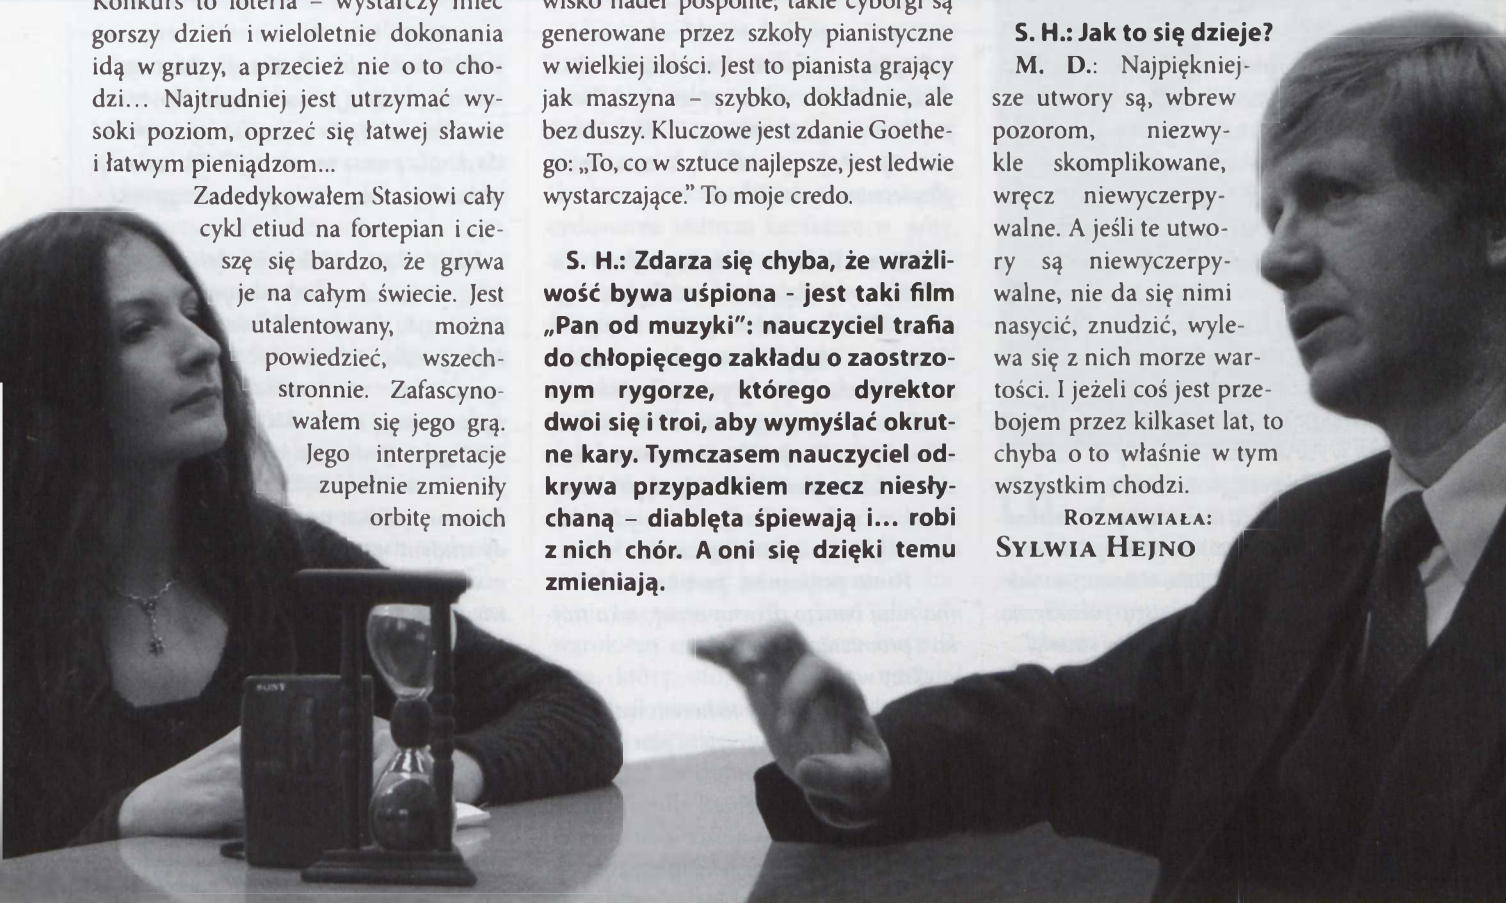 Konkurs to loteria – wystarczy mieć
gorszy dzień i wieloletnie dokonania
idą w gruzy, a przecież nie o to cho-
dzi... Najtrudniej jest utrzymać wy-
soki poziom, oprzeć się łatwej sławie
i łatwym pieniądzom...
Zadedykowałem Stasiowi cały
cykl etiud na fortepian i cie-
szę się bardzo, że grywa
je na całym świecie. Jest
utalentowany, można
powiedzieć, wszech-
stronnie. Zafascyno-
wałem się jego grą.
Jego interpretacje
zupełnie zmieniły
orbitę moich
wisko nader pospolite, takie cyborgi są
generowane przez szkoły pianistyczne
w wielkiej ilości. Jest to pianista grający
jak maszyna – szybko, dokładnie, ale
bez duszy. Kluczowe jest zdanie Goethe-
go: „To, co w sztuce najlepsze, jest ledwie
wystarczające.” To moje credo.
S. H.: Zdarza się chyba, że wrażli-
wość bywa uśpiona - jest taki film
„Pan od muzyki”: nauczyciel trafia
do chłopięcego zakładu o zaostrzo-
nym rygorze, którego dyrektor
dwoi się i troi, aby wymyślać okrut-
ne kary. Tymczasem nauczyciel od-
krywa przypadkiem rzecz niesły-
chaną – diablęta śpiewają i... robi
z nich chór. A oni się dzięki temu
zmieniają.
S. H.: Jak to się dzieje?
M. D.: Najpiękniej-
sze utwory są, wbrew
pozorom, niezwy-
kle skomplikowane,
wręcz niewyczerpy-
walne. A jeśli te utwo-
ry są niewyczerpy-
walne, nie da się nimi
nasycić, znudzić, wyle-
wa się z nich morze war-
tości. I jeżeli coś jest prze-
bojem przez kilkaset lat, to
chyba o to właśnie w tym
wszystkim chodzi.
Rozmawiała:
Sylwia Hejno
SONY